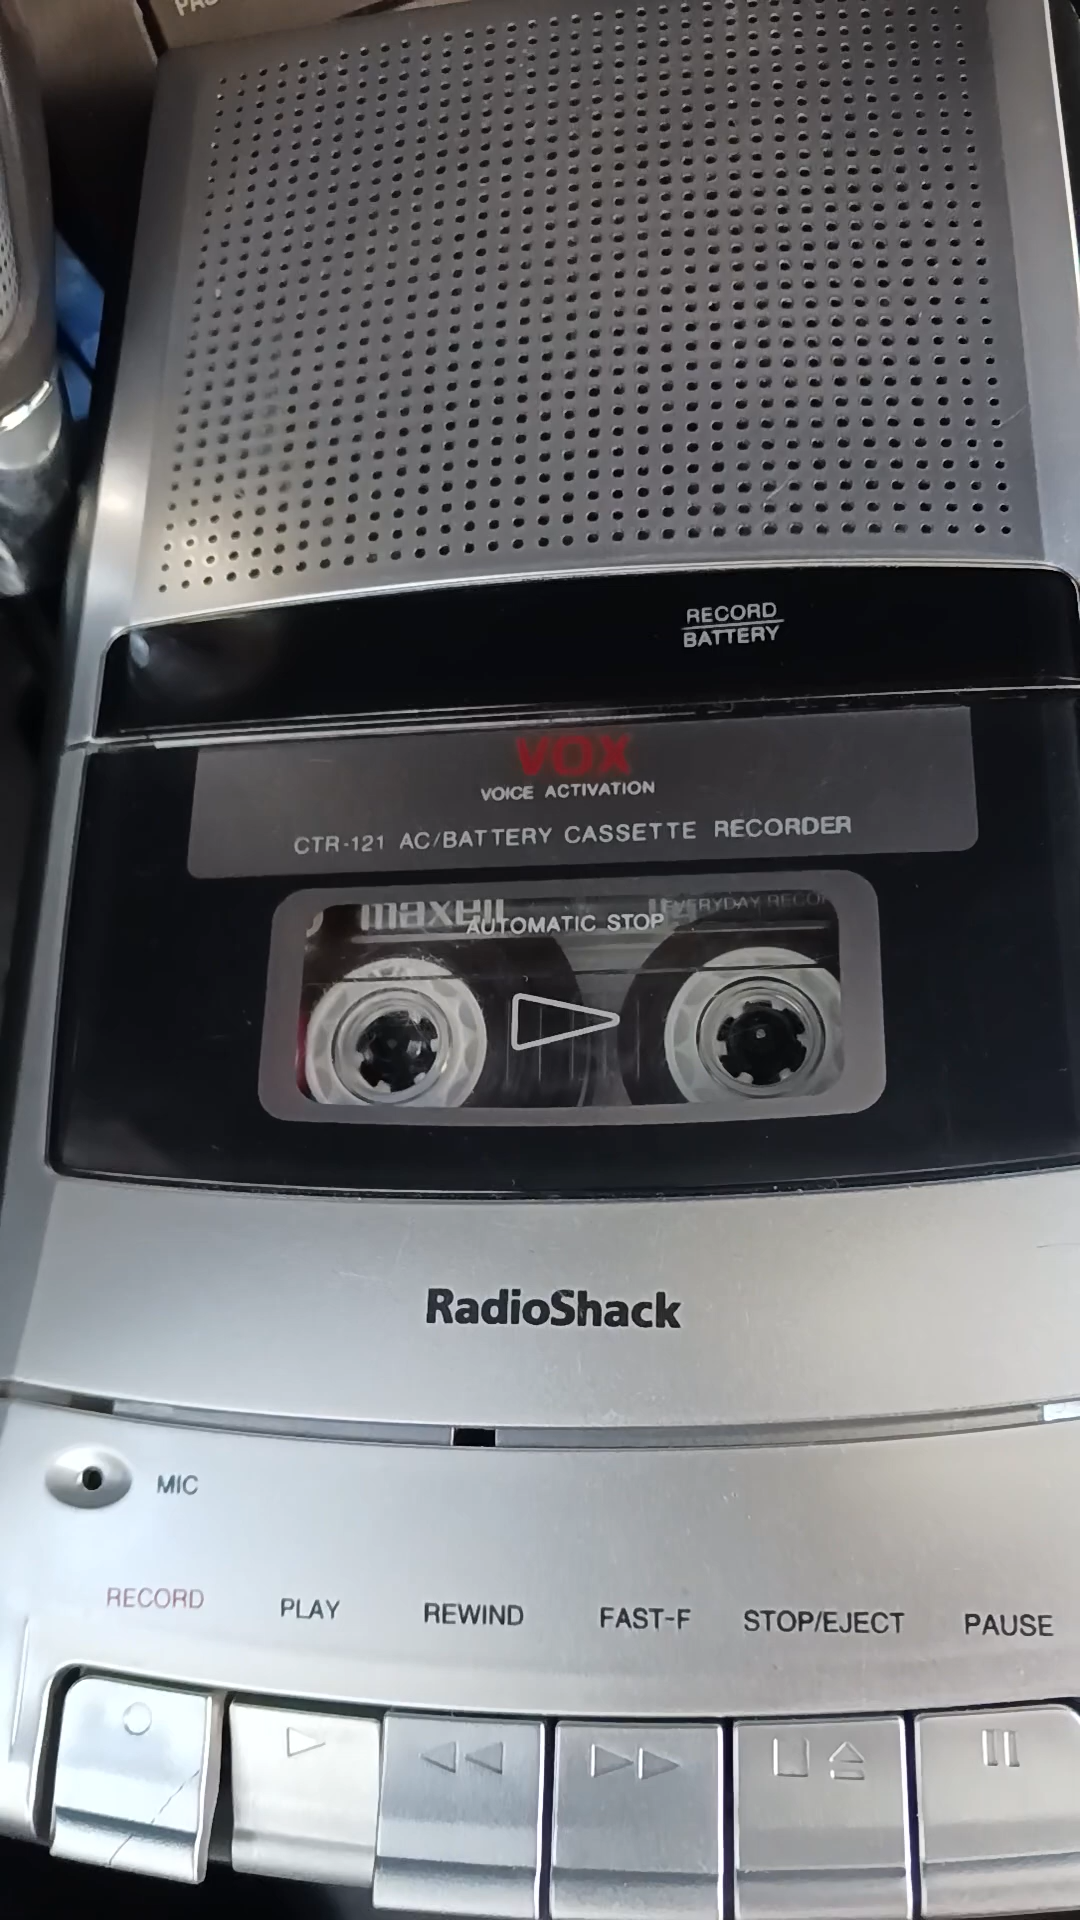 RECORD
BATTERY
VOX
VOICE ACTIVATION
CTR-121 AC/BATTERY CASSETTE RECORDER
maxell
EVERYDAY
AUTOMATIC STOP
RadioShack
MIC
RECORD PLAY REWIND FAST-F STOP/EJECT PAUSE